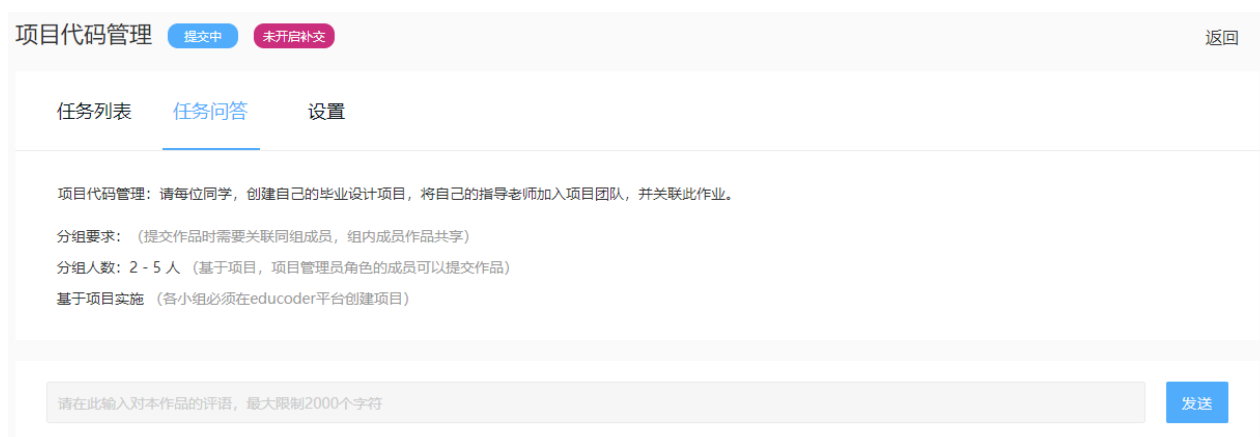 项目代码管理 提交中 未开启补交 返回
任务列表 任务问答 设置
项目代码管理：请每位同学，创建自己的毕业设计项目，将自己的指导老师加入项目团队，并关联此作业。
分组要求：（提交作品时需要关联同组成员，组内成员作品共享）
分组人数：2 - 5 人 （基于项目，项目管理员角色的成员可以提交作品）
基于项目实施 （各小组必须在educoder平台创建项目）
请在此输入对本作品的评语，最大限制2000个字符 发送